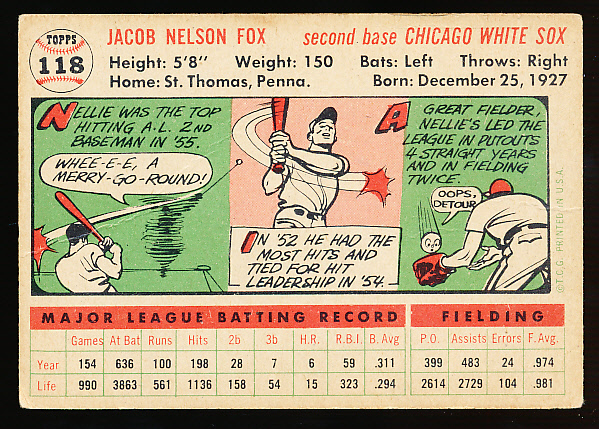 TOPPS
118
JACOB NELSON FOX second base CHICAGO WHITE SOX
Height: 5'8" Weight: 150 Bats: Left Throws: Right
Home: St. Thomas, Penna. Born: December 25, 1927
NELLIE WAS THE TOP
HITTING A.L. 2ND
BASEMAN IN '55.
WHEE-E-E, A
MERRY-GO-ROUND!
IN '52 HE HAD THE
MOST HITS AND
TIED FOR HIT
LEADERSHIP IN '54.
A GREAT FIELDER,
NELLIE'S LED THE
LEAGUE IN PUTOUTS
4 STRAIGHT YEARS
AND IN FIELDING
TWICE.
OOPS,
DETOUR
©T.C.G. PRINTED IN U.S.A.
MAJOR LEAGUE BATTING RECORD FIELDING
Games At Bat Runs Hits 2b 3b H.R. R.B.I. B. Avg P.O. Assists Errors F. Avg.
Year 154 636 100 198 28 7 6 59 .311 399 483 24 .974
Life 990 3863 561 1136 158 54 15 323 .294 2614 2729 104 .981